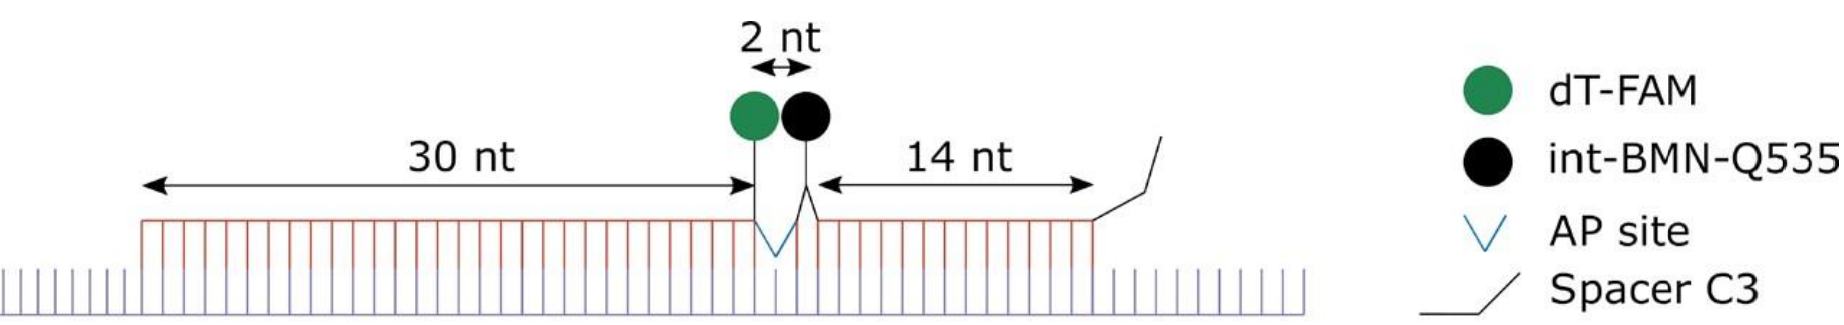 2 nt
30 nt
14 nt
dT-FAM
int-BMN-Q535
AP site
Spacer C3